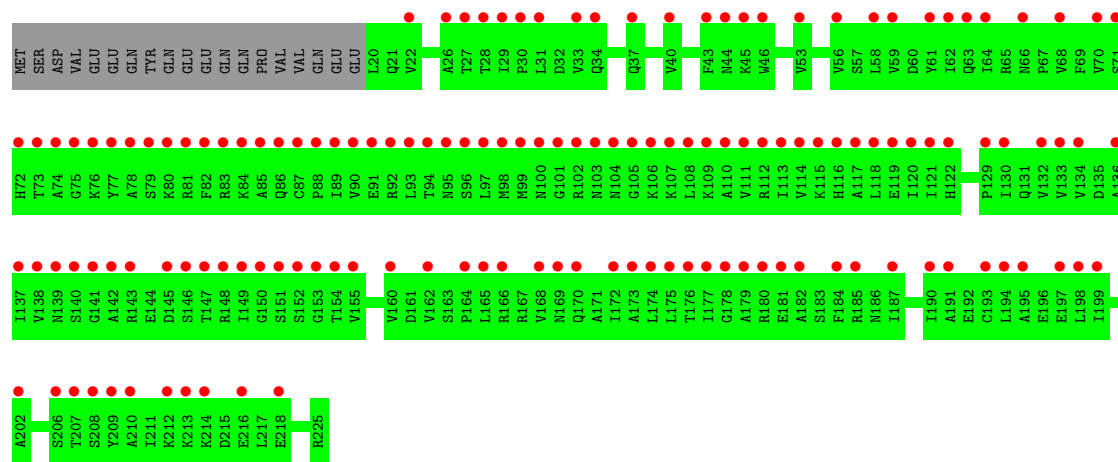 MET SER ASP VAL GLU GLU GLU GLN TYR GLN GLU GLU GLU GLN GLN PRO VAL VAL GLN GLU GLU L20 Q21 V22 A26 T27 T28 I29 P30 L31 D32 V33 Q34 Q37 V40 F43 N44 K45 W46 V53 V56 S57 L58 V59 D60 Y61 I62 Q63 I64 R65 N66 P67 V68 F69 V70 S71
H72 T73 A74 G75 K76 Y77 A78 S79 K80 R81 F82 R83 K84 A85 Q86 C87 P88 I89 V90 E91 R92 L93 T94 N95 S96 L97 M98 M99 N100 G101 R102 N103 N104 G105 K106 K107 L108 K109 A110 V111 R112 I113 V114 K115 H116 A117 L118 E119 I120 I121 H122 P129 I130 Q131 V132 V133 V134 D135 A136
I137 V138 N139 S140 G141 A142 R143 E144 D145 S146 T147 R148 I149 G150 S151 S152 G153 T154 V155 V160 D161 V162 S163 P164 L165 R166 R167 V168 N169 Q170 A171 I172 A173 L174 L175 T176 I177 G178 A179 R180 E181 A182 S183 F184 R185 N186 I187 I190 A191 E192 C193 L194 A195 E196 E197 L198 I199
A202 S206 T207 S208 Y209 A210 I211 K212 K213 K214 D215 E216 L217 E218 R225